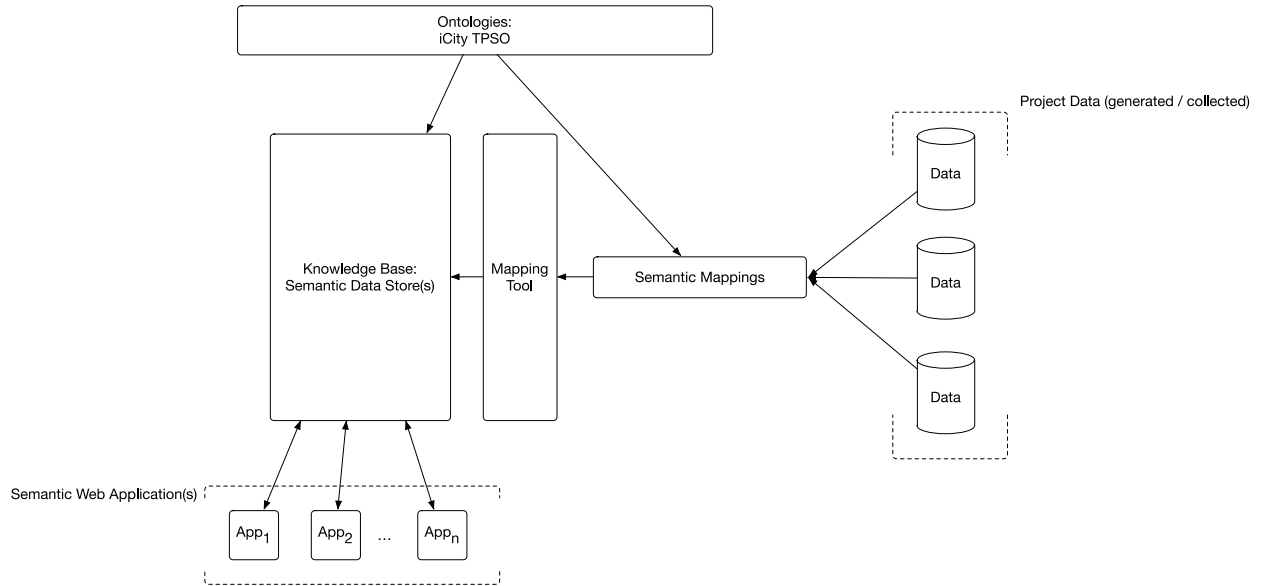 Ontologies:
iCity TPSO
Project Data (generated / collected)
Data
Knowledge Base:
Semantic Data Store(s)
Mapping
Tool
Semantic Mappings
Data
Data
Semantic Web Application(s)
App1 App2 ... Appn